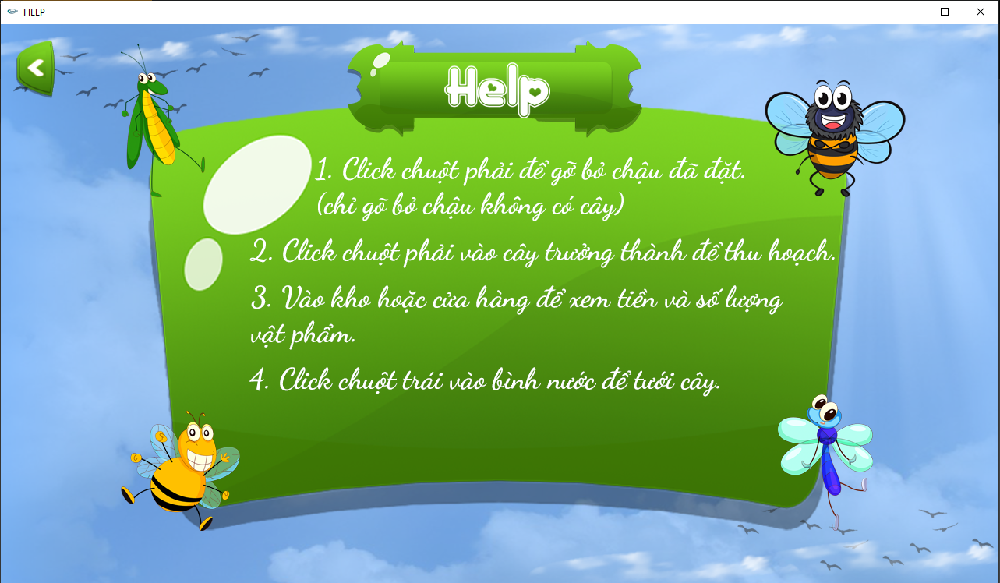 HELP
Help
1. Click chuột phải để gỡ bỏ chậu đã đặt.
(chỉ gỡ bỏ chậu không có cây)
2. Click chuột phải vào cây trưởng thành để thu hoạch.
3. Vào kho hoặc cửa hàng để xem tiền và số lượng
vật phẩm.
4. Click chuột trái vào bình nước để tưới cây.